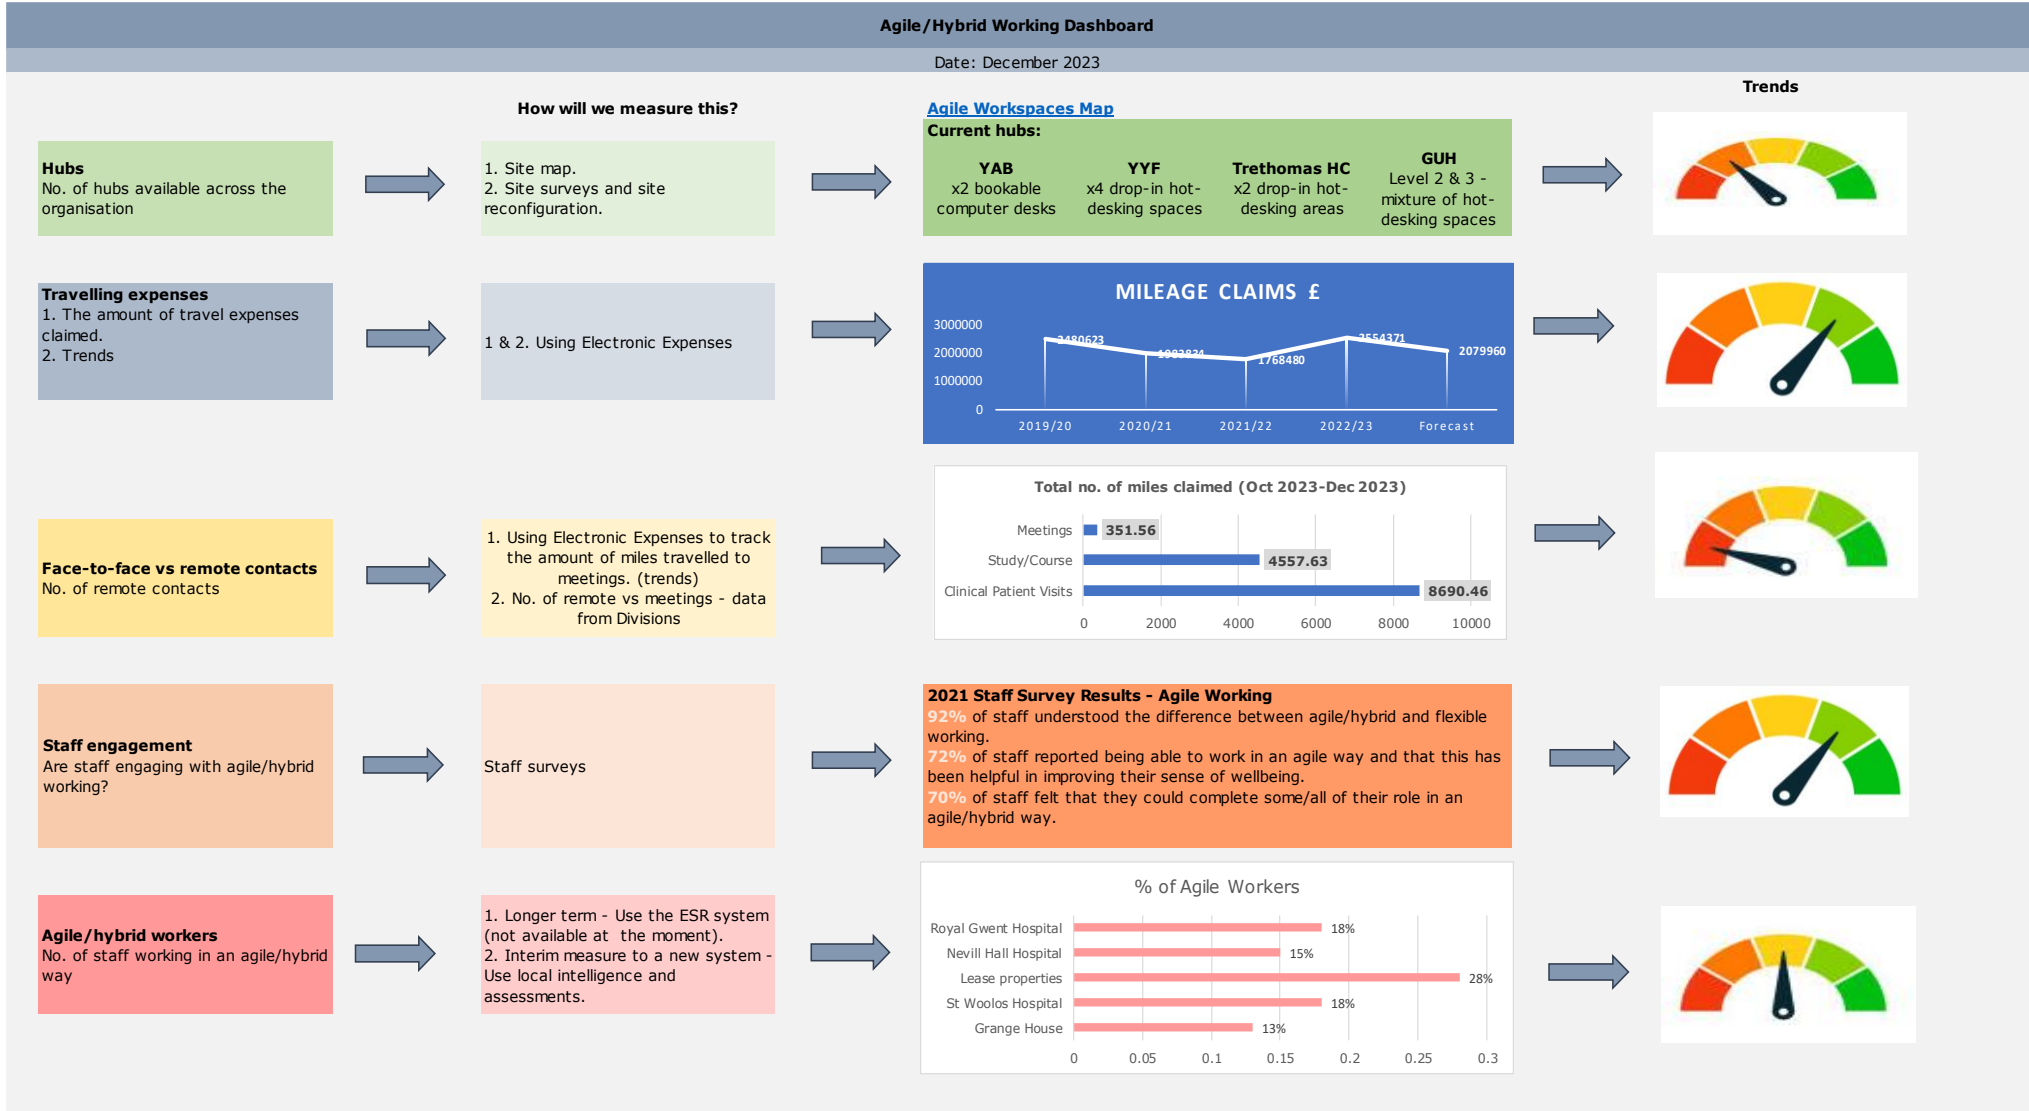 Agile/Hybrid Working Dashboard
Date: December 2023
Trends
How will we measure this?
Agile Workspaces Map
Hubs
No. of hubs available across the
organisation
1. Site map.
2. Site surveys and site
reconfiguration.
Current hubs:
YAB
x2 bookable
computer desks
YYF
x4 drop-in hot-
desking spaces
Trethomas HC
x2 drop-in hot-
desking areas
GUH
Level 2 & 3 -
mixture of hot-
desking spaces
Travelling expenses
1. The amount of travel expenses
claimed.
2. Trends
1 & 2. Using Electronic Expenses
MILEAGE CLAIMS £
3000000
2000000
1000000
0
2480623
1768480
2554371
2079960
2019/20
2020/21
2021/22
2022/23
Forecast
Face-to-face vs remote contacts
No. of remote contacts
1. Using Electronic Expenses to track
the amount of miles travelled to
meetings. (trends)
2. No. of remote vs meetings - data
from Divisions
Total no. of miles claimed (Oct 2023-Dec 2023)
Meetings
351.56
Study/Course
4557.63
Clinical Patient Visits
8690.46
0
2000
4000
6000
8000
10000
Staff engagement
Are staff engaging with agile/hybrid
working?
Staff surveys
2021 Staff Survey Results - Agile Working
92% of staff understood the difference between agile/hybrid and flexible
working.
72% of staff reported being able to work in an agile way and that this has
been helpful in improving their sense of wellbeing.
70% of staff felt that they could complete some/all of their role in an
agile/hybrid way.
Agile/hybrid workers
No. of staff working in an agile/hybrid
way
1. Longer term - Use the ESR system
(not available at  the moment).
2. Interim measure to a new system -
Use local intelligence and
assessments.
% of Agile Workers
Royal Gwent Hospital
18%
Nevill Hall Hospital
15%
Lease properties
28%
St Woolos Hospital
18%
Grange House
13%
0
0.05
0.1
0.15
0.2
0.25
0.3